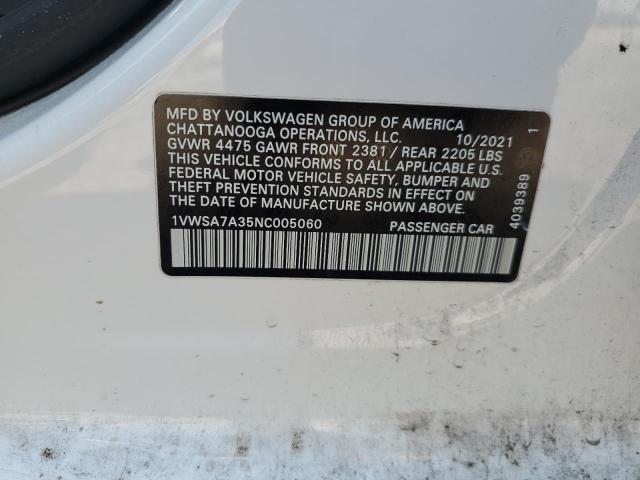 MFD BY VOLKSWAGEN GROUP OF AMERICA
CHATTANOOGA OPERATIONS, LLC. 10/2021 1
GVWR 4475 GAWR FRONT 2381 / REAR 2205 LBS
THIS VEHICLE CONFORMS TO ALL APPLICABLE U.S.
FEDERAL MOTOR VEHICLE SAFETY, BUMPER AND
THEFT PREVENTION STANDARDS IN EFFECT ON
THE DATE OF MANUFACTURE SHOWN ABOVE.
1VWSA7A35NC005060 PASSENGER CAR
4039389